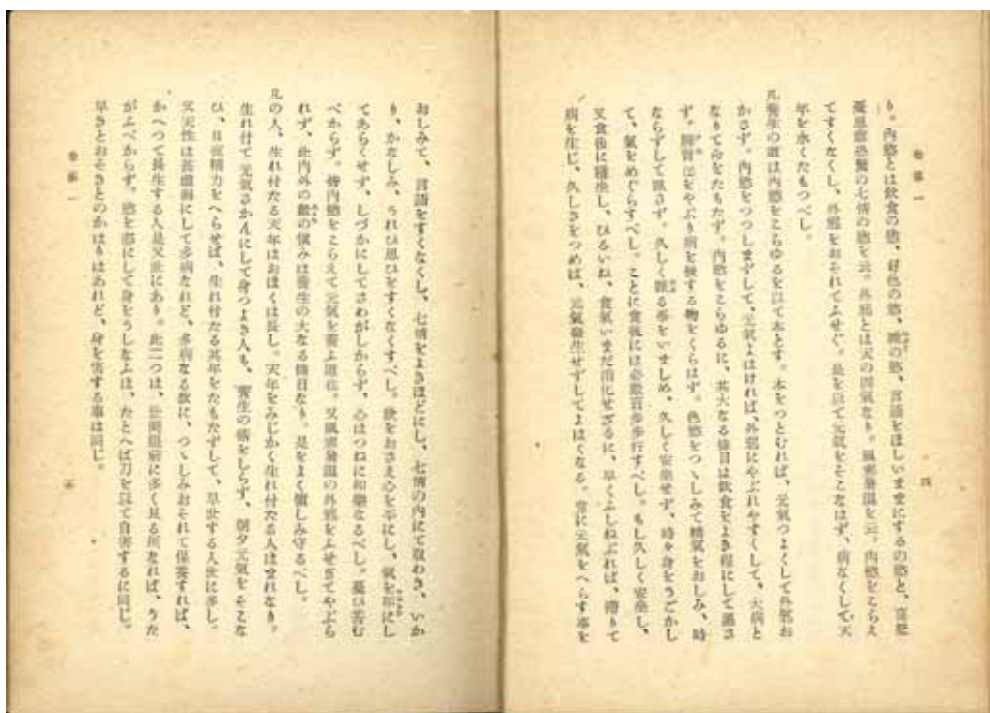 卷第一
四
り。内慾とは飲食の慾、好色の慾、睡の慾、言語をほしいままにするの慾と、喜怒
憂思悲恐驚の七情の慾を云。外邪とは天の四氣なり。風寒暑濕を云。内慾をこらえ
てすくなくし、外邪をおそれてふせぐ。是を以て元氣をそこなはず、病なくして天
年を永くたもつべし。
凡養生の道は内慾をこらゆるを以て本とす。本をつとむれば、元氣つよくして外邪お
かさず。内慾をつつしまずして、元氣よはければ、外邪にやぶれやすくして、大病と
なりて命をたもたず。内慾をこらゆるに、其大なる條目は飲食をよき程にして過さ
ず。脾胃をやぶり病を發する物をくらはず。色慾をつゝしみて精氣をおしみ、時
ならずして臥さず。久しく睡る事をいましめ、久しく安坐せず、時々身をうごかし
て、氣をめぐらすべし。ことに食後には必數百歩歩行すべし。もし久しく安坐し、
又食後に穩坐し、ひるいね、食氣いまだ消化せざるに、早くふしねぶれば、滯りて
病を生じ、久しきをつめば、元氣發生せずしてよはくなる。常に元氣をへらす事を
おしみて、言語をすくなくし、七情をよきほどにし、七情の内にて取わき、いか
り、かなしみ、うれひ思ひをすくなくすべし。慾をおさえ心を平にし、氣を和にし
てあらくせず、しづかにしてさわがしからず、心はつねに和樂なるべし。憂ひ苦む
べからず。皆内慾をこらえて元氣を養ふ道也。又風寒暑濕の外邪をふせぎてやぶら
れず、此内外の數の愼みは養生の大なる條目なり。是をよく愼しみ守るべし。
凡の人、生れ付たる天年はおほくは長し。天年をみじかく生れ付たる人はまれなり。
生れ付て元氣さかんにして身つよき人も、養生の術をしらず、朝夕元氣をそこな
ひ、日夜精力をへらせば、生れ付たる其年をたもたずして、早世する人世に多し。
又天性は甚虚弱にして多病なれど、多病なる故に、つゝしみおそれて保養すれば、
かへつて長生する人是又世にあり。此二つは、世間眼前に多く見る所なれば、うた
がふべからず。慾を恣にして身をうしなふは、たとへば刀を以て自害するに同じ。
早きとおそきとのかはりはあれど、身を害する事は同じ。
卷第一
五